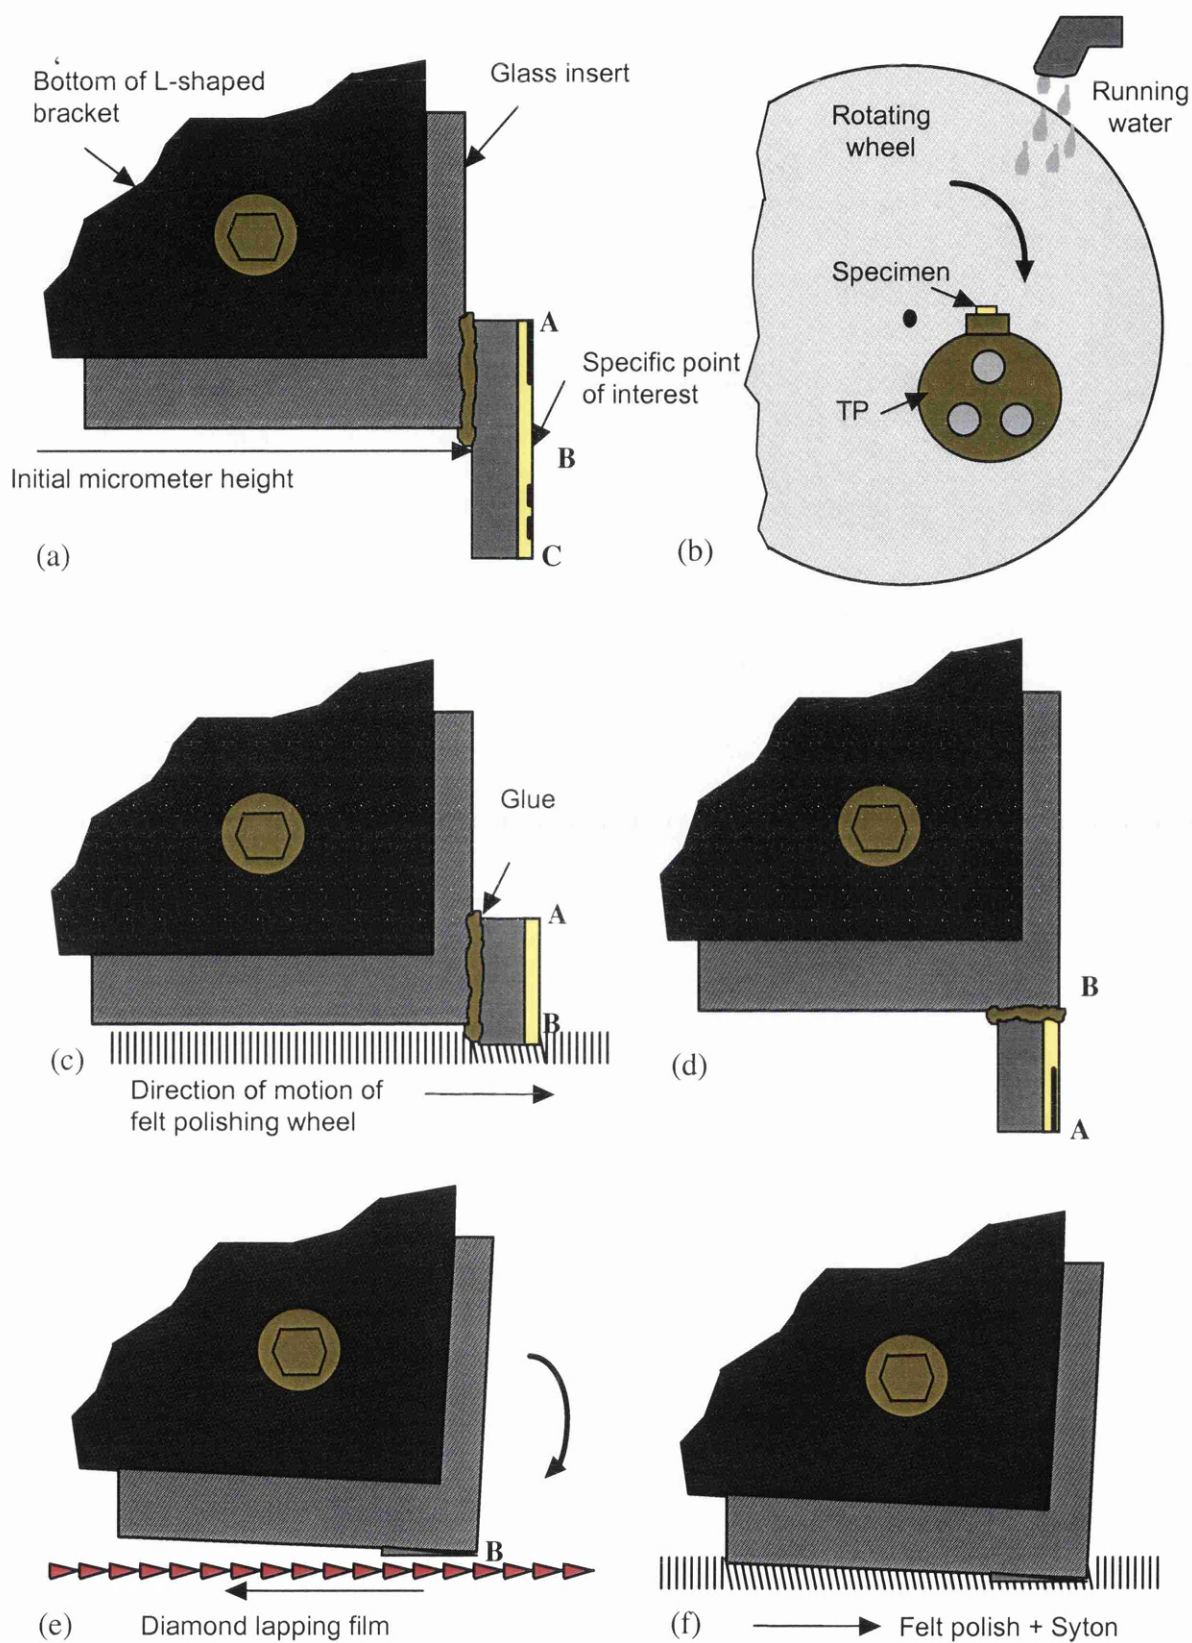 Bottom of L-shaped
bracket
Glass insert
A
Specific point
of interest
B
Initial micrometer height
C
(a)
Running
water
Rotating
wheel
Specimen
TP
(b)
Glue
A
B
(c)
Direction of motion of
felt polishing wheel
B
(d)
A
B
(e)
Diamond lapping film
(f)
Felt polish + Syton